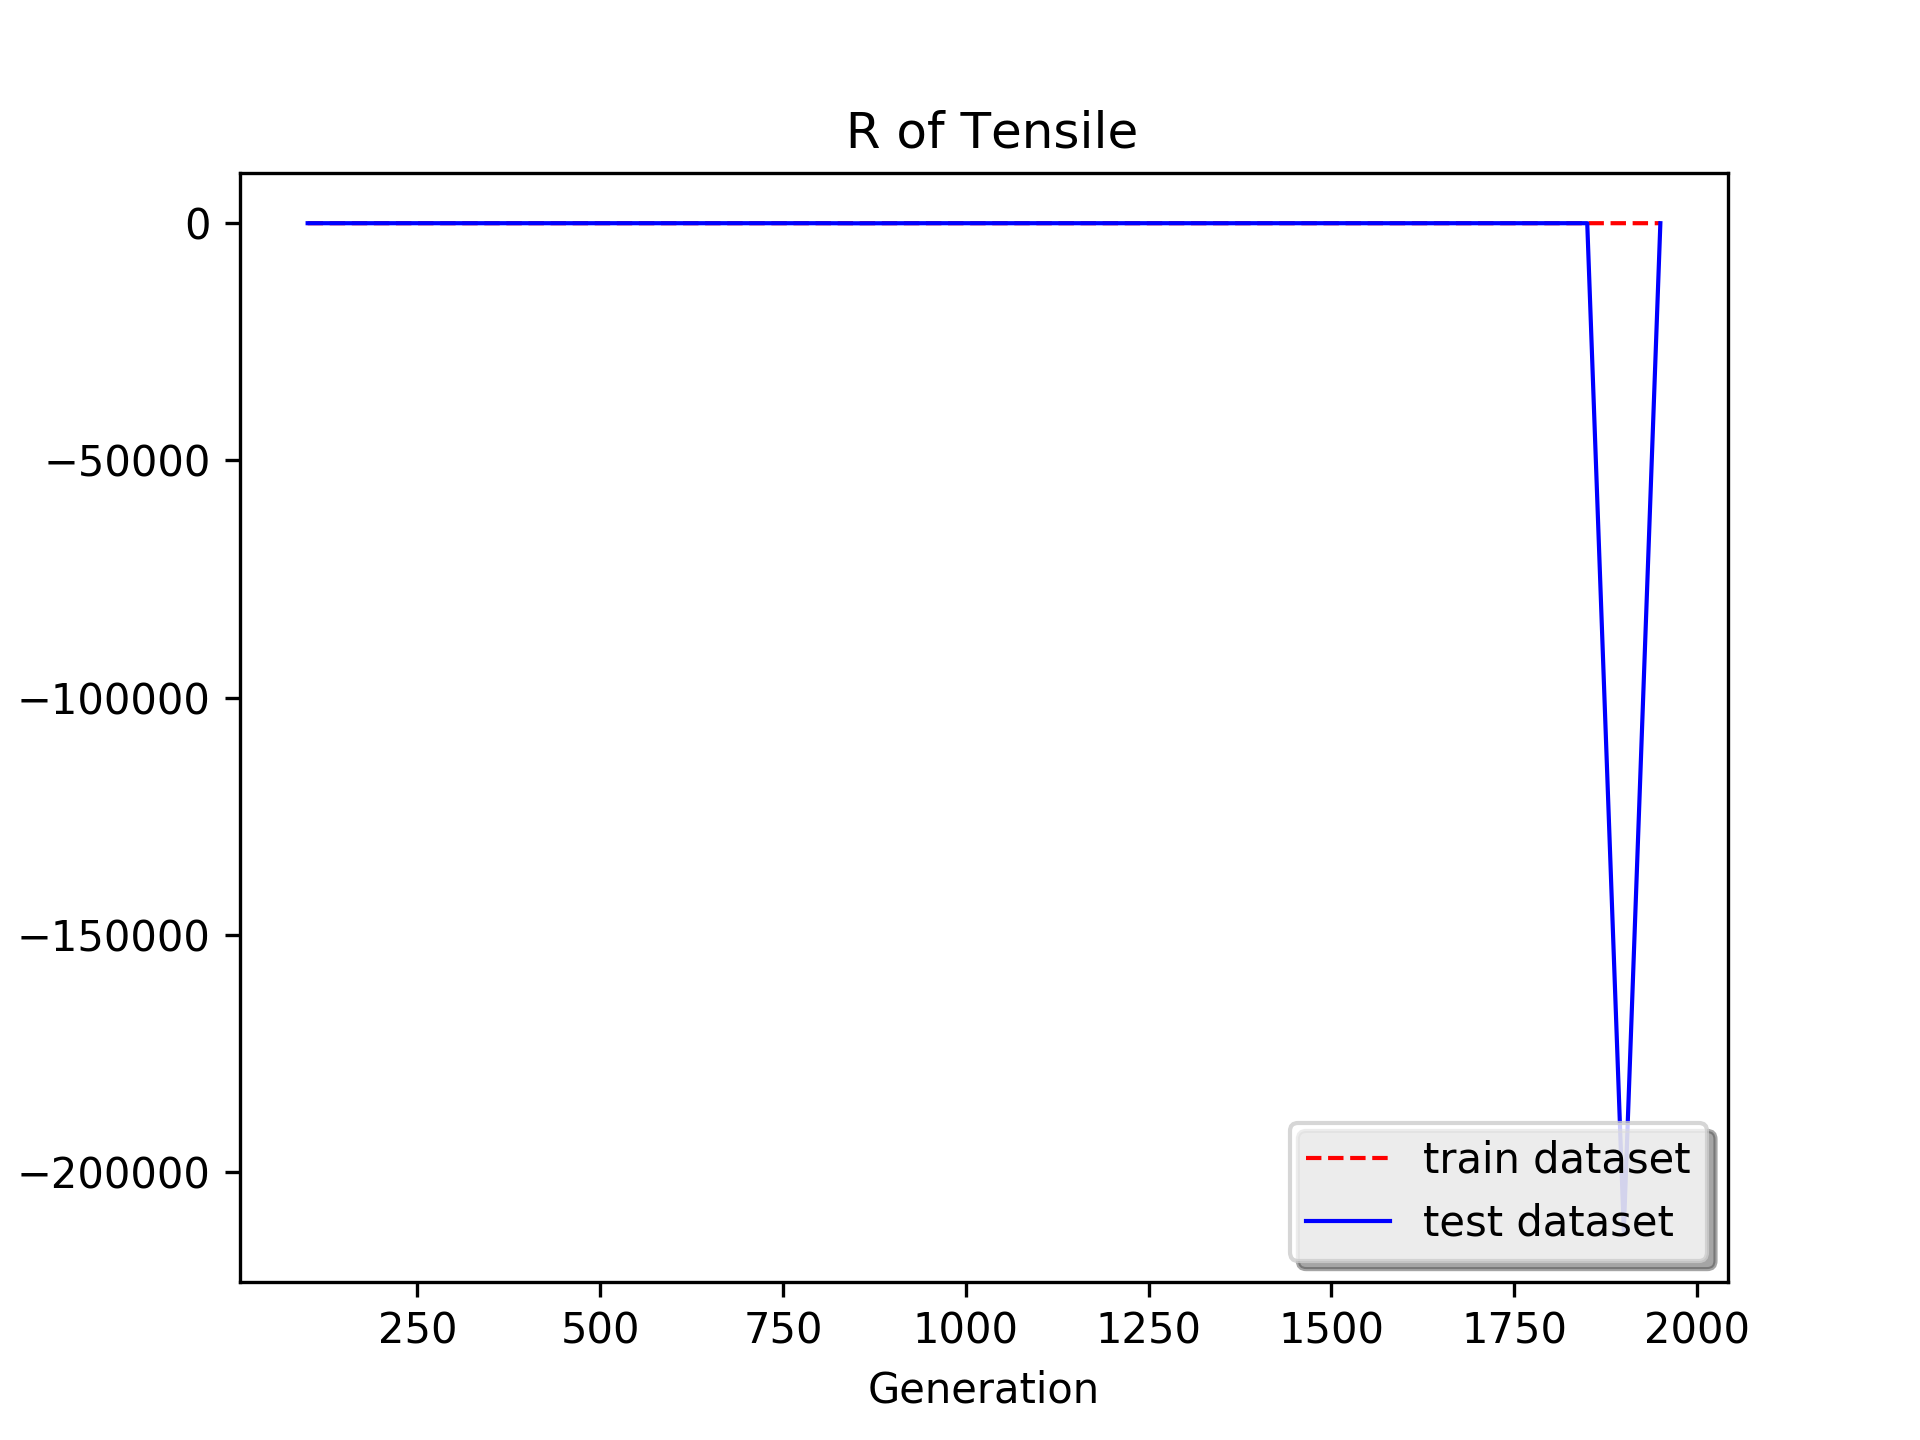 R of Tensile
0
−50000
−100000
−150000
−200000
train dataset
test dataset
250 500 750 1000 1250 1500 1750 2000
Generation